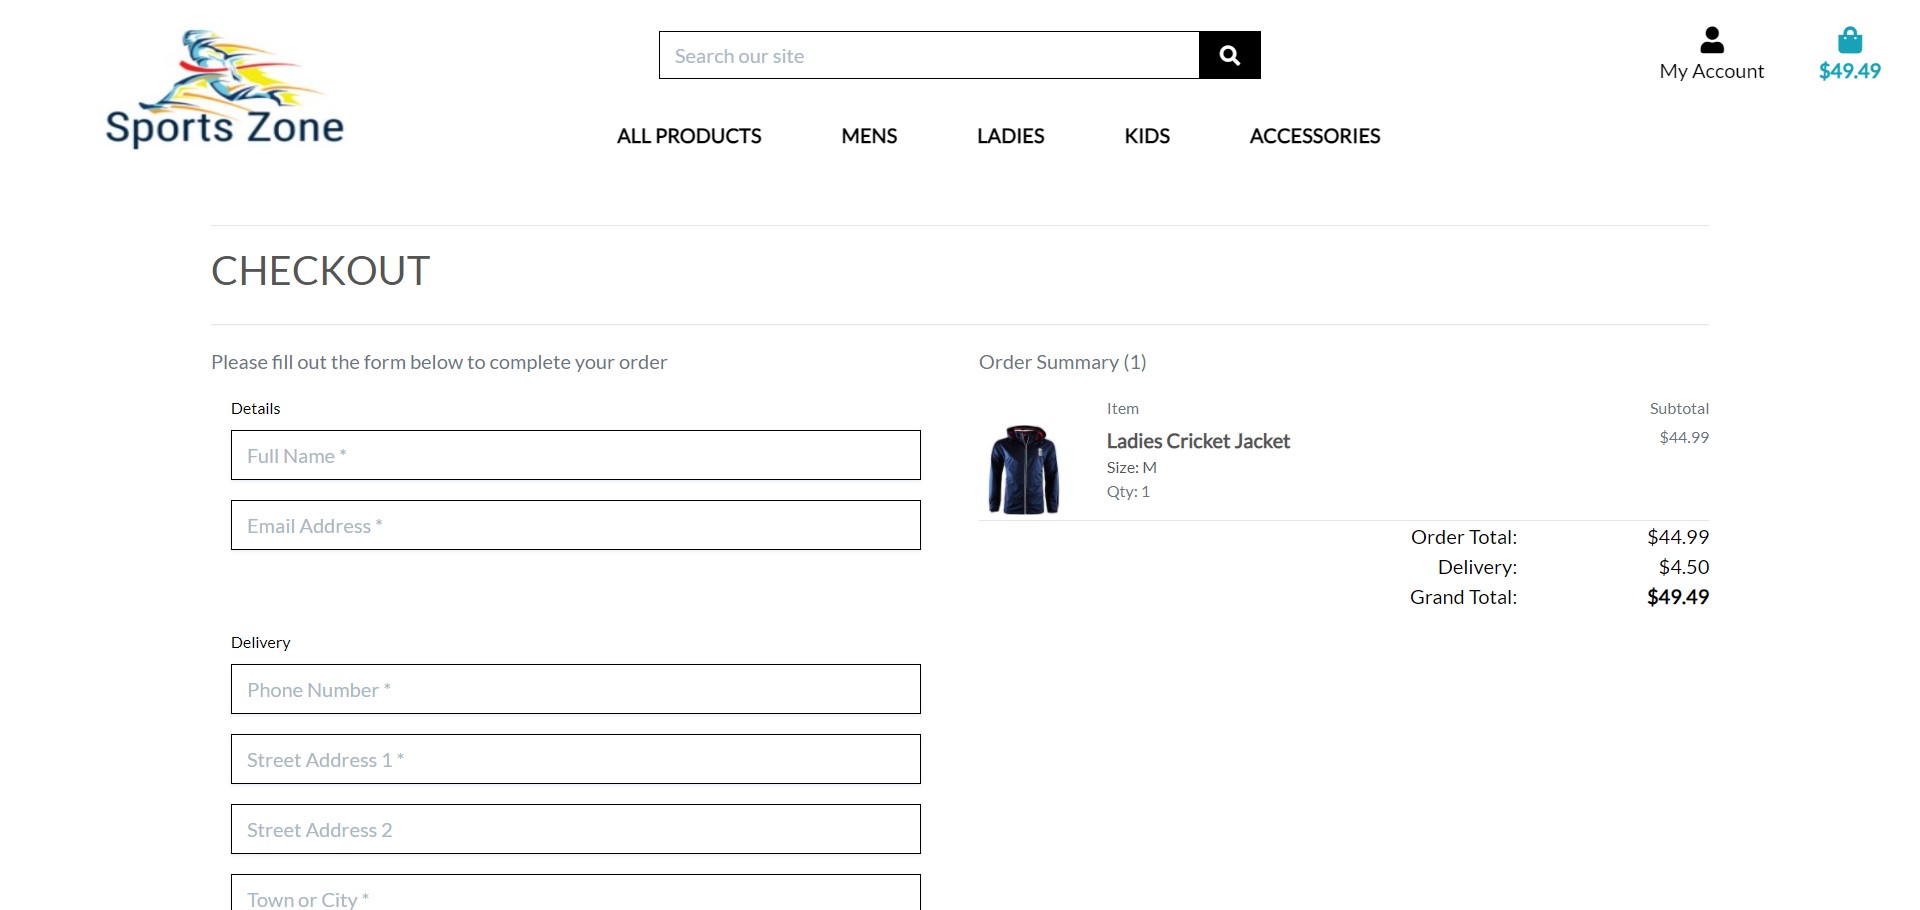 Sports Zone
Search our site
My Account
$49.49
ALL PRODUCTS
MENS
LADIES
KIDS
ACCESSORIES
CHECKOUT
Please fill out the form below to complete your order
Details
Full Name *
Email Address *
Delivery
Phone Number *
Street Address 1 *
Street Address 2
Town or City *
Order Summary (1)
Item
Subtotal
Ladies Cricket Jacket
$44.99
Size: M
Qty: 1
Order Total: $44.99
Delivery: $4.50
Grand Total: $49.49